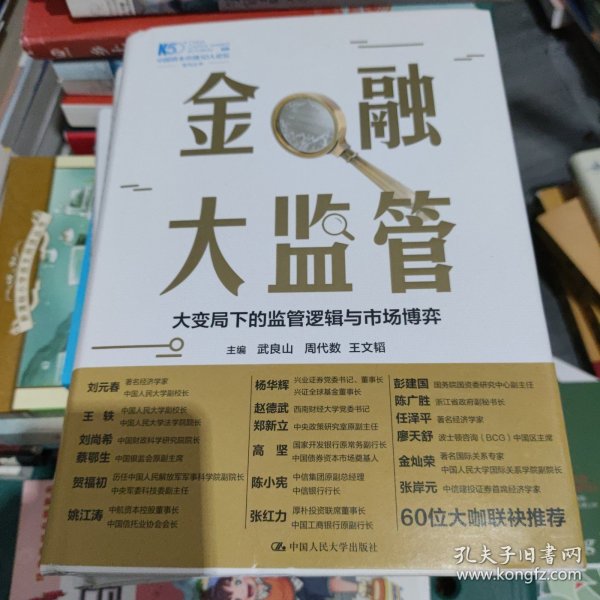 K50
中国资本市场50人论坛
金融
大监管
大变局下的监管逻辑与市场博弈
主编 武良山 周代数 王文韬
刘元春 著名经济学家
中国人民大学副校长
王轶 中国人民大学副校长
中国人民大学法学院院长
刘尚希 中国财政科学研究院院长
蔡鄂生 中国银监会原副主席
贺福初 历任中国人民解放军军事科学院副院长
中央军委科技委副主任
姚江涛 中航资本控股董事长
中国信托业协会会长
杨华辉 兴业证券党委书记、董事长
兴证全球基金董事长
赵德武 西南财经大学党委书记
郑新立 中央政策研究室原副主任
高坚 国家开发银行原常务副行长
中国债券资本市场奠基人
陈小宪 中信集团原副总经理
中信银行行长
张红力 厚朴投资联席董事长
中国工商银行原副行长
彭建国 国务院国资委研究中心副主任
陈广胜 浙江省政府副秘书长
任泽平 著名经济学家
廖天舒 波士顿咨询（BCG）中国区主席
金灿荣 著名国际关系专家
中国人民大学国际关系学院副院长
张岸元 中信建投证券首席经济学家
60位大咖联袂推荐
中国人民大学出版社
孔夫子旧书网
www.kongfz.com